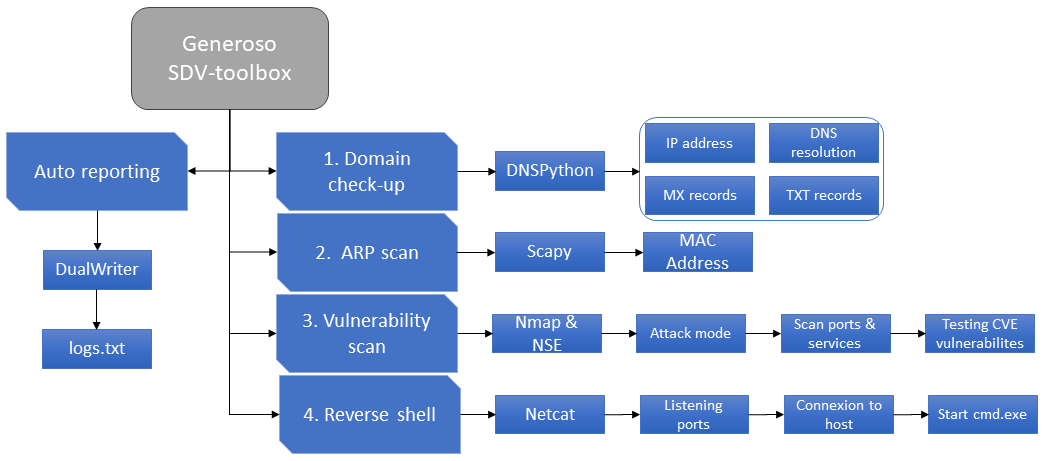 Generoso
SDV-toolbox
Auto reporting
DualWriter
logs.txt
1. Domain
check-up
DNSPython
IP address
DNS
resolution
MX records
TXT records
2. ARP scan
Scapy
MAC
Address
3. Vulnerability
scan
Nmap &
NSE
Attack mode
Scan ports &
services
Testing CVE
vulnerabilites
4. Reverse shell
Netcat
Listening
ports
Connexion to
host
Start cmd.exe